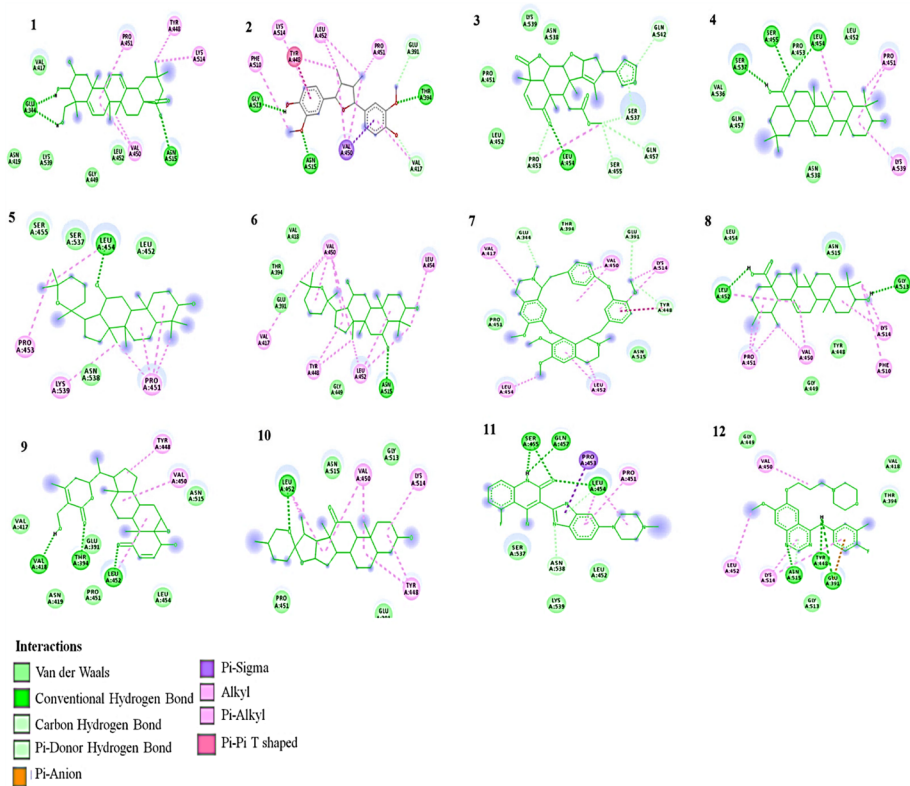 1
TYR
A:448
PRO
A:451
LYS
A:514
VAL
A:417
GLU
A:344
ASN
A:419
LYS
A:539
GLY
A:449
LEU
A:452
VAL
A:450
ASN
A:515
2
LYS
A:514
LEU
A:452
PHE
A:510
TYR
A:448
PRO
A:451
GLU
A:391
GLY
A:513
THR
A:394
ASN
A:515
VAL
A:450
VAL
A:417
3
LYS
A:539
ASN
A:538
GLN
A:542
PRO
A:451
SER
A:537
LEU
A:452
PRO
A:453
LEU
A:454
SER
A:455
GLN
A:457
4
SER
A:455
LEU
A:454
PRO
A:453
LEU
A:452
SER
A:537
PRO
A:451
VAL
A:536
GLN
A:457
ASN
A:538
LYS
A:539
5
SER
A:455
SER
A:537
LEU
A:454
LEU
A:452
PRO
A:453
LYS
A:539
ASN
A:538
PRO
A:451
6
VAL
A:418
VAL
A:450
LEU
A:454
THR
A:394
GLU
A:391
VAL
A:417
TYR
A:448
GLY
A:449
LEU
A:452
ASN
A:515
7
GLU
A:344
THR
A:394
GLU
A:391
VAL
A:417
VAL
A:450
LYS
A:514
PRO
A:451
TYR
A:448
ASN
A:515
LEU
A:454
LEU
A:452
8
LEU
A:454
ASN
A:515
GLY
A:513
LEU
A:452
LYS
A:514
PRO
A:451
VAL
A:450
TYR
A:448
PHE
A:510
GLY
A:449
9
TYR
A:448
VAL
A:450
ASN
A:515
VAL
A:417
VAL
A:418
GLU
A:391
THR
A:394
LEU
A:452
ASN
A:419
PRO
A:451
LEU
A:454
10
LEU
A:452
ASN
A:515
VAL
A:450
GLY
A:513
LYS
A:514
PRO
A:451
TYR
A:448
GLU
11
SER
A:455
GLN
A:457
PRO
A:453
LEU
A:454
PRO
A:451
SER
A:537
ASN
A:538
LEU
A:452
LYS
A:539
12
GLY
A:449
VAL
A:450
VAL
A:418
THR
A:394
LEU
A:452
LYS
A:514
ASN
A:515
TYR
A:448
GLU
A:391
GLY
A:513
Interactions
Van der Waals
Conventional Hydrogen Bond
Carbon Hydrogen Bond
Pi-Donor Hydrogen Bond
Pi-Anion
Pi-Sigma
Alkyl
Pi-Alkyl
Pi-Pi T shaped